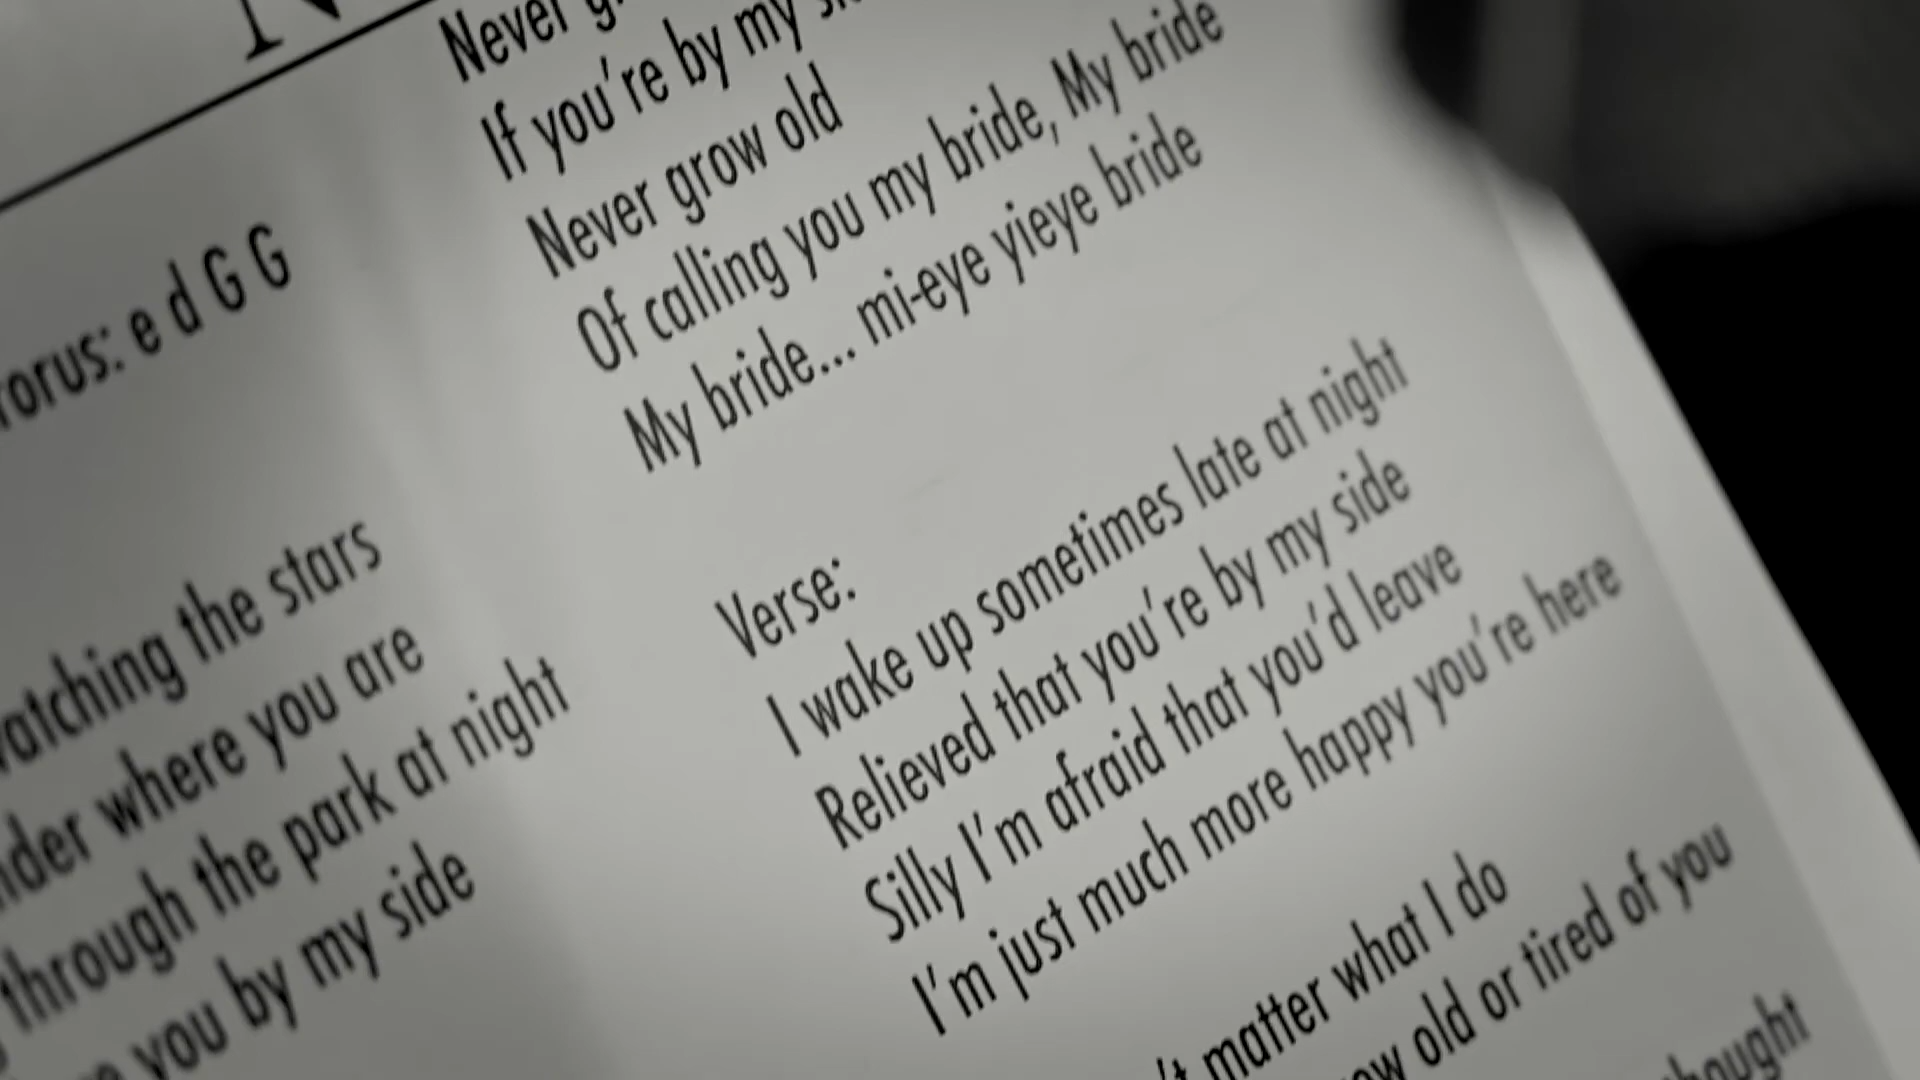 N
e d G G
the stars
where you are
through the park at night
you by my side
Never
If you're by my
Never grow old
Of calling you my bride, My bride
My bride... mi-eye yieye bride
Verse:
I wake up sometimes late at night
Relieved that you're by my side
Silly I'm afraid that you'd leave
I'm just much more happy you're here
matter what I do
old or tired of you